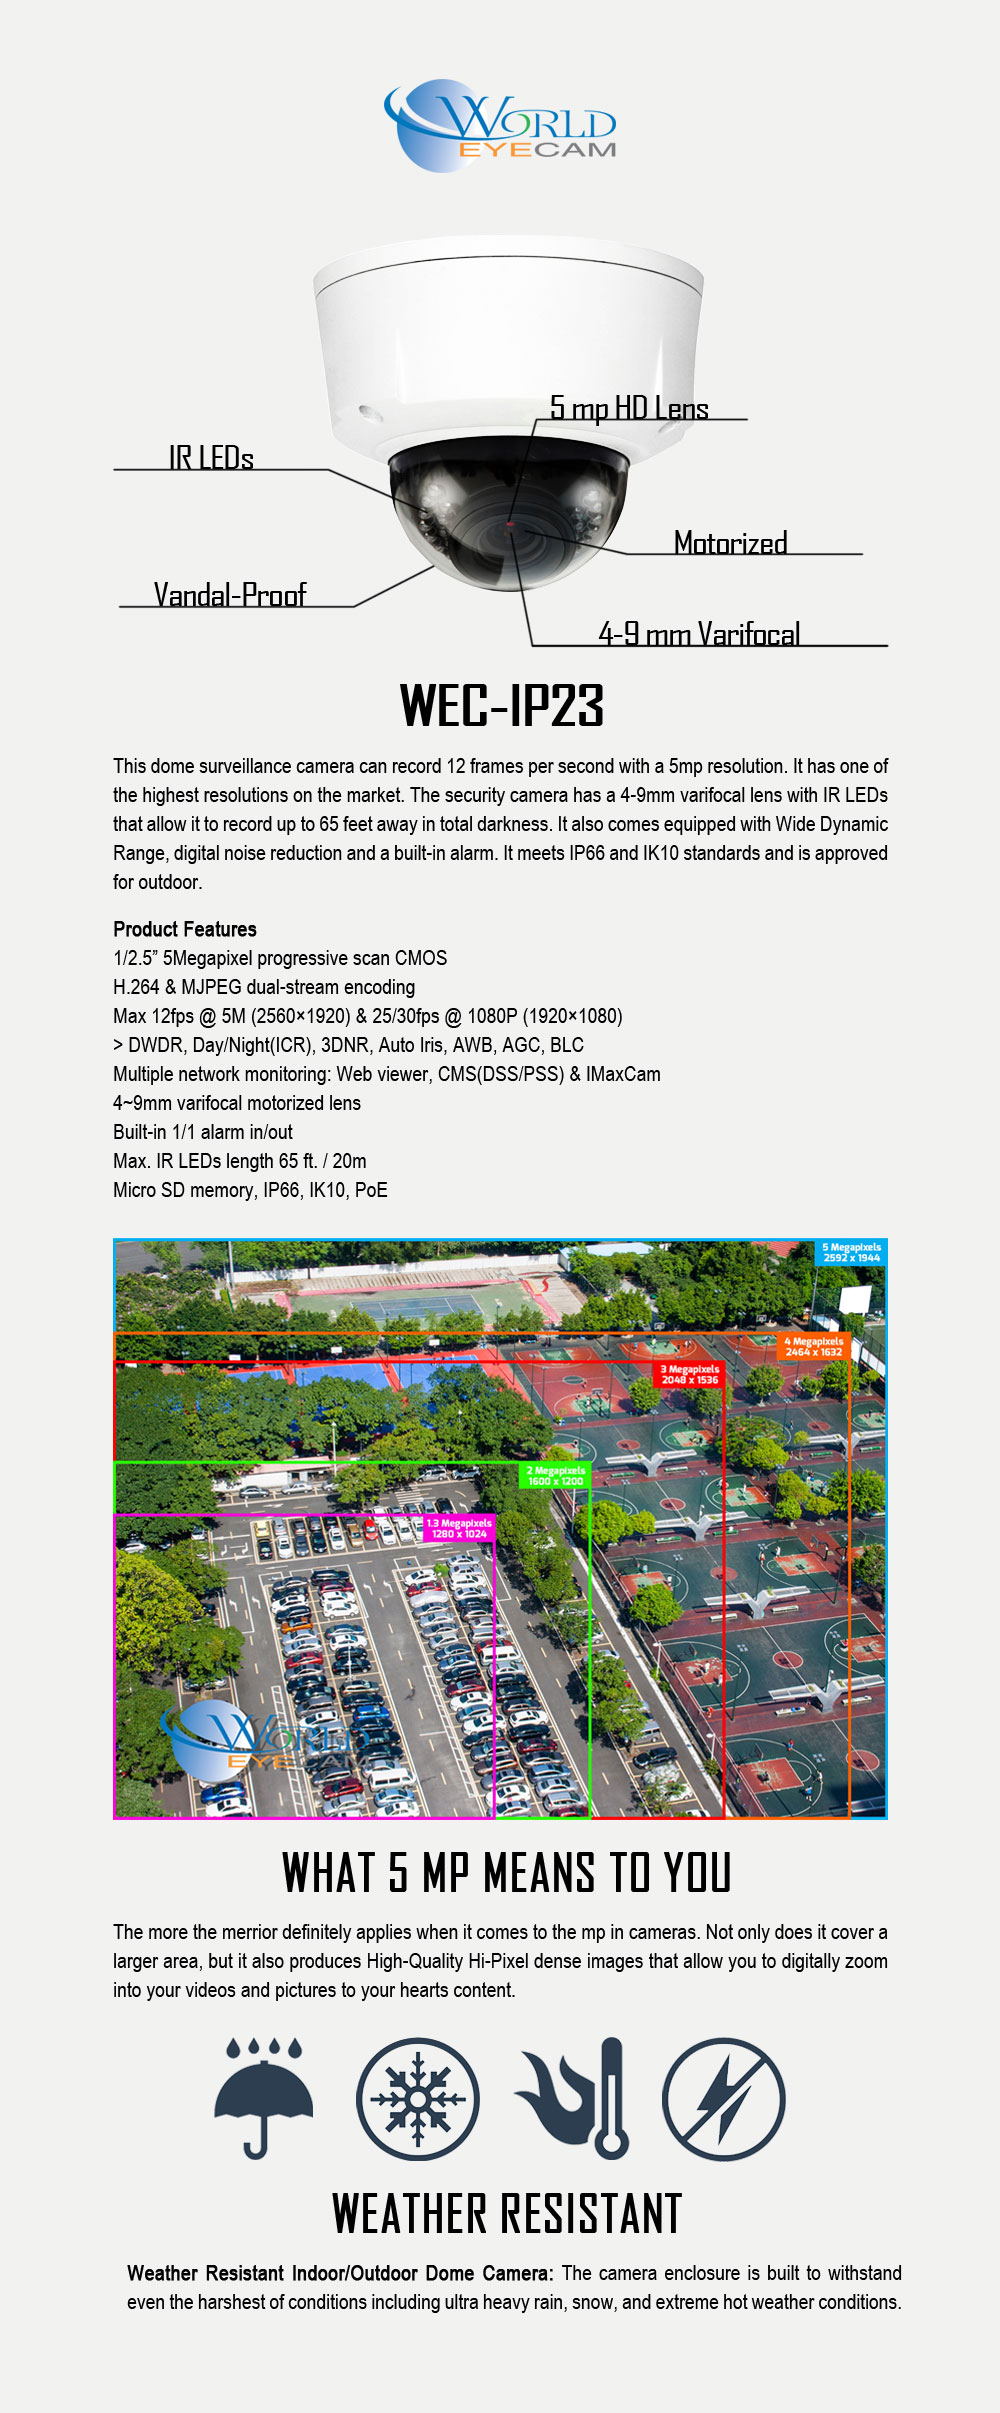 WORLD
EYECAM
5 mp HD Lens
IR LEDs
Motorized
Vandal-Proof
4-9 mm Varifocal
WEC-IP23
This dome surveillance camera can record 12 frames per second with a 5mp resolution. It has one of
the highest resolutions on the market. The security camera has a 4-9mm varifocal lens with IR LEDs
that allow it to record up to 65 feet away in total darkness. It also comes equipped with Wide Dynamic
Range, digital noise reduction and a built-in alarm. It meets IP66 and IK10 standards and is approved
for outdoor.
Product Features
1/2.5” 5Megapixel progressive scan CMOS
H.264 & MJPEG dual-stream encoding
Max 12fps @ 5M (2560×1920) & 25/30fps @ 1080P (1920×1080)
> DWDR, Day/Night(ICR), 3DNR, Auto Iris, AWB, AGC, BLC
Multiple network monitoring: Web viewer, CMS(DSS/PSS) & IMaxCam
4~9mm varifocal motorized lens
Built-in 1/1 alarm in/out
Max. IR LEDs length 65 ft. / 20m
Micro SD memory, IP66, IK10, PoE
5 Megapixels
2592 x 1944
4 Megapixels
2464 x 1632
3 Megapixels
2048 x 1536
2 Megapixels
1600 x 1200
1.3 Megapixels
1280 x 1024
WORLD
EYECAM
WHAT 5 MP MEANS TO YOU
The more the merrior definitely applies when it comes to the mp in cameras. Not only does it cover a
larger area, but it also produces High-Quality Hi-Pixel dense images that allow you to digitally zoom
into your videos and pictures to your hearts content.
WEATHER RESISTANT
Weather Resistant Indoor/Outdoor Dome Camera: The camera enclosure is built to withstand
even the harshest of conditions including ultra heavy rain, snow, and extreme hot weather conditions.